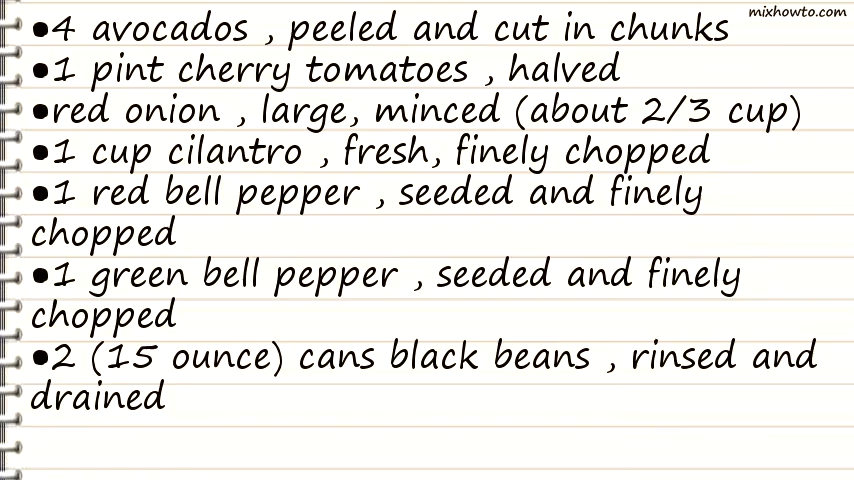 mixhowto.com
•4 avocados , peeled and cut in chunks
•1 pint cherry tomatoes , halved
•red onion , large, minced (about 2/3 cup)
•1 cup cilantro , fresh, finely chopped
•1 red bell pepper , seeded and finely
chopped
•1 green bell pepper , seeded and finely
chopped
•2 (15 ounce) cans black beans , rinsed and
drained